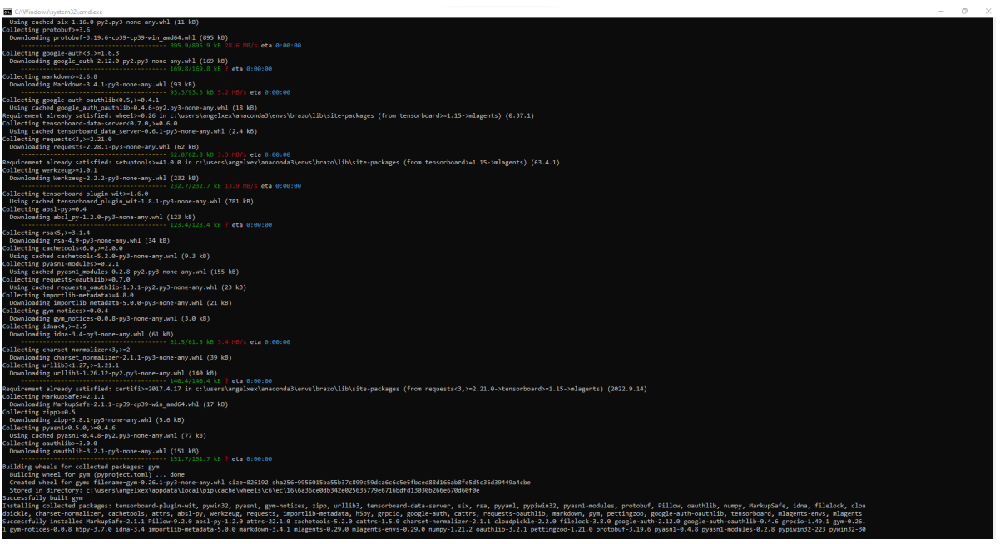 C:\Windows\system32\cmd.exe
Using cached six-1.16.0-py2.py3-none-any.whl (11 kB)
Collecting protobuf>=3.6
Downloading protobuf-3.19.6-cp39-cp39-win_amd64.whl (895 kB)
---------------------------------------- 895.9/895.9 kB 28.6 MB/s eta 0:00:00
Collecting google-auth<3,>=1.6.3
Downloading google_auth-2.12.0-py2.py3-none-any.whl (169 kB)
---------------------------------------- 169.8/169.8 kB ? eta 0:00:00
Collecting markdown>=2.6.8
Downloading Markdown-3.4.1-py3-none-any.whl (93 kB)
---------------------------------------- 93.3/93.3 kB 5.2 MB/s eta 0:00:00
Collecting google-auth-oauthlib<0.5,>=0.4.1
Using cached google_auth_oauthlib-0.4.6-py2.py3-none-any.whl (18 kB)
Requirement already satisfied: wheel>=0.26 in c:\users\angelxex\anaconda3\envs\brazo\lib\site-packages (from tensorboard>=1.15->mlagents) (0.37.1)
Collecting tensorboard-data-server<0.7.0,>=0.6.0
Using cached tensorboard_data_server-0.6.1-py3-none-any.whl (2.4 kB)
Collecting requests<3,>=2.21.0
Downloading requests-2.28.1-py3-none-any.whl (62 kB)
---------------------------------------- 62.8/62.8 kB 3.3 MB/s eta 0:00:00
Requirement already satisfied: setuptools>=41.0.0 in c:\users\angelxex\anaconda3\envs\brazo\lib\site-packages (from tensorboard>=1.15->mlagents) (63.4.1)
Collecting werkzeug>=1.0.1
Downloading Werkzeug-2.2.2-py3-none-any.whl (232 kB)
---------------------------------------- 232.7/232.7 kB 13.9 MB/s eta 0:00:00
Collecting tensorboard-plugin-wit>=1.6.0
Using cached tensorboard_plugin_wit-1.8.1-py3-none-any.whl (781 kB)
Collecting absl-py>=0.4
Downloading absl_py-1.2.0-py3-none-any.whl (123 kB)
---------------------------------------- 123.4/123.4 kB ? eta 0:00:00
Collecting rsa<5,>=3.1.4
Downloading rsa-4.9-py3-none-any.whl (34 kB)
Collecting cachetools<6.0,>=2.0.0
Using cached cachetools-5.2.0-py3-none-any.whl (9.3 kB)
Collecting pyasn1-modules>=0.2.1
Using cached pyasn1_modules-0.2.8-py2.py3-none-any.whl (155 kB)
Collecting requests-oauthlib>=0.7.0
Using cached requests_oauthlib-1.3.1-py2.py3-none-any.whl (23 kB)
Collecting importlib-metadata>=4.8.0
Downloading importlib_metadata-5.0.0-py3-none-any.whl (21 kB)
Collecting gym-notices>=0.0.4
Downloading gym_notices-0.0.8-py3-none-any.whl (3.0 kB)
Collecting idna<4,>=2.5
Downloading idna-3.4-py3-none-any.whl (61 kB)
---------------------------------------- 61.5/61.5 kB 3.4 MB/s eta 0:00:00
Collecting charset-normalizer<3,>=2
Downloading charset_normalizer-2.1.1-py3-none-any.whl (39 kB)
Collecting urllib3<1.27,>=1.21.1
Downloading urllib3-1.26.12-py2.py3-none-any.whl (140 kB)
---------------------------------------- 140.4/140.4 kB ? eta 0:00:00
Requirement already satisfied: certifi>=2017.4.17 in c:\users\angelxex\anaconda3\envs\brazo\lib\site-packages (from requests<3,>=2.21.0->tensorboard>=1.15->mlagents) (2022.9.14)
Collecting MarkupSafe>=2.1.1
Downloading MarkupSafe-2.1.1-cp39-cp39-win_amd64.whl (17 kB)
Collecting zipp>=0.5
Downloading zipp-3.8.1-py3-none-any.whl (5.6 kB)
Collecting pyasn1<0.5.0,>=0.4.6
Using cached pyasn1-0.4.8-py2.py3-none-any.whl (77 kB)
Collecting oauthlib>=3.0.0
Downloading oauthlib-3.2.1-py3-none-any.whl (151 kB)
---------------------------------------- 151.7/151.7 kB ? eta 0:00:00
Building wheels for collected packages: gym
Building wheel for gym (pyproject.toml) ... done
Created wheel for gym: filename=gym-0.26.1-py3-none-any.whl size=826192 sha256=9956015ba55b37c899c59dca6c6c5e5fbced88d166ab8fe5d5c35d39449a4cbe
Stored in directory: c:\users\angelxex\appdata\local\pip\cache\wheels\c6\ec\16\6a36ce0db342e025635779e6716bdfd13030b266e670d60f0e
Successfully built gym
Installing collected packages: tensorboard-plugin-wit, pywin32, pyasn1, gym-notices, zipp, urllib3, tensorboard-data-server, six, rsa, pyyaml, pypiwin32, pyasn1-modules, protobuf, Pillow, oauthlib, numpy, MarkupSafe, idna, filelock, clou
dpickle, charset-normalizer, cachetools, attrs, absl-py, werkzeug, requests, importlib-metadata, h5py, grpcio, google-auth, cattrs, requests-oauthlib, markdown, gym, pettingzoo, google-auth-oauthlib, tensorboard, mlagents-envs, mlagents
Successfully installed MarkupSafe-2.1.1 Pillow-9.2.0 absl-py-1.2.0 attrs-22.1.0 cachetools-5.2.0 cattrs-1.5.0 charset-normalizer-2.1.1 cloudpickle-2.2.0 filelock-3.8.0 google-auth-2.12.0 google-auth-oauthlib-0.4.6 grpcio-1.49.1 gym-0.26.
1 gym-notices-0.0.8 h5py-3.7.0 idna-3.4 importlib-metadata-5.0.0 markdown-3.4.1 mlagents-0.29.0 mlagents-envs-0.29.0 numpy-1.21.2 oauthlib-3.2.1 pettingzoo-1.21.0 protobuf-3.19.6 pyasn1-0.4.8 pyasn1-modules-0.2.8 pypiwin32-223 pywin32-30